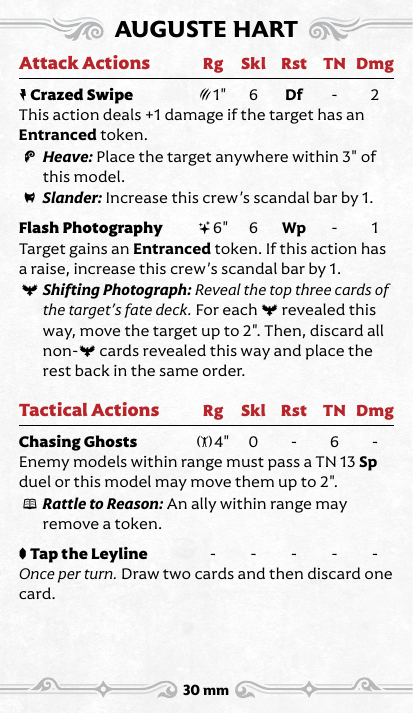 AUGUSTE HART
Attack Actions Rg Skl Rst TN Dmg
Crazed Swipe 1" 6 Df - 2
This action deals +1 damage if the target has an
Entranced token.
Heave: Place the target anywhere within 3" of
this model.
Slander: Increase this crew's scandal bar by 1.
Flash Photography 6" 6 Wp - 1
Target gains an Entranced token. If this action has
a raise, increase this crew's scandal bar by 1.
Shifting Photograph: Reveal the top three cards of
the target's fate deck. For each revealed this
way, move the target up to 2". Then, discard all
non- cards revealed this way and place the
rest back in the same order.
Tactical Actions Rg Skl Rst TN Dmg
Chasing Ghosts 4" 0 - 6 -
Enemy models within range must pass a TN 13 Sp
duel or this model may move them up to 2".
Rattle to Reason: An ally within range may
remove a token.
Tap the Leyline - - - - -
Once per turn. Draw two cards and then discard one
card.
30 mm